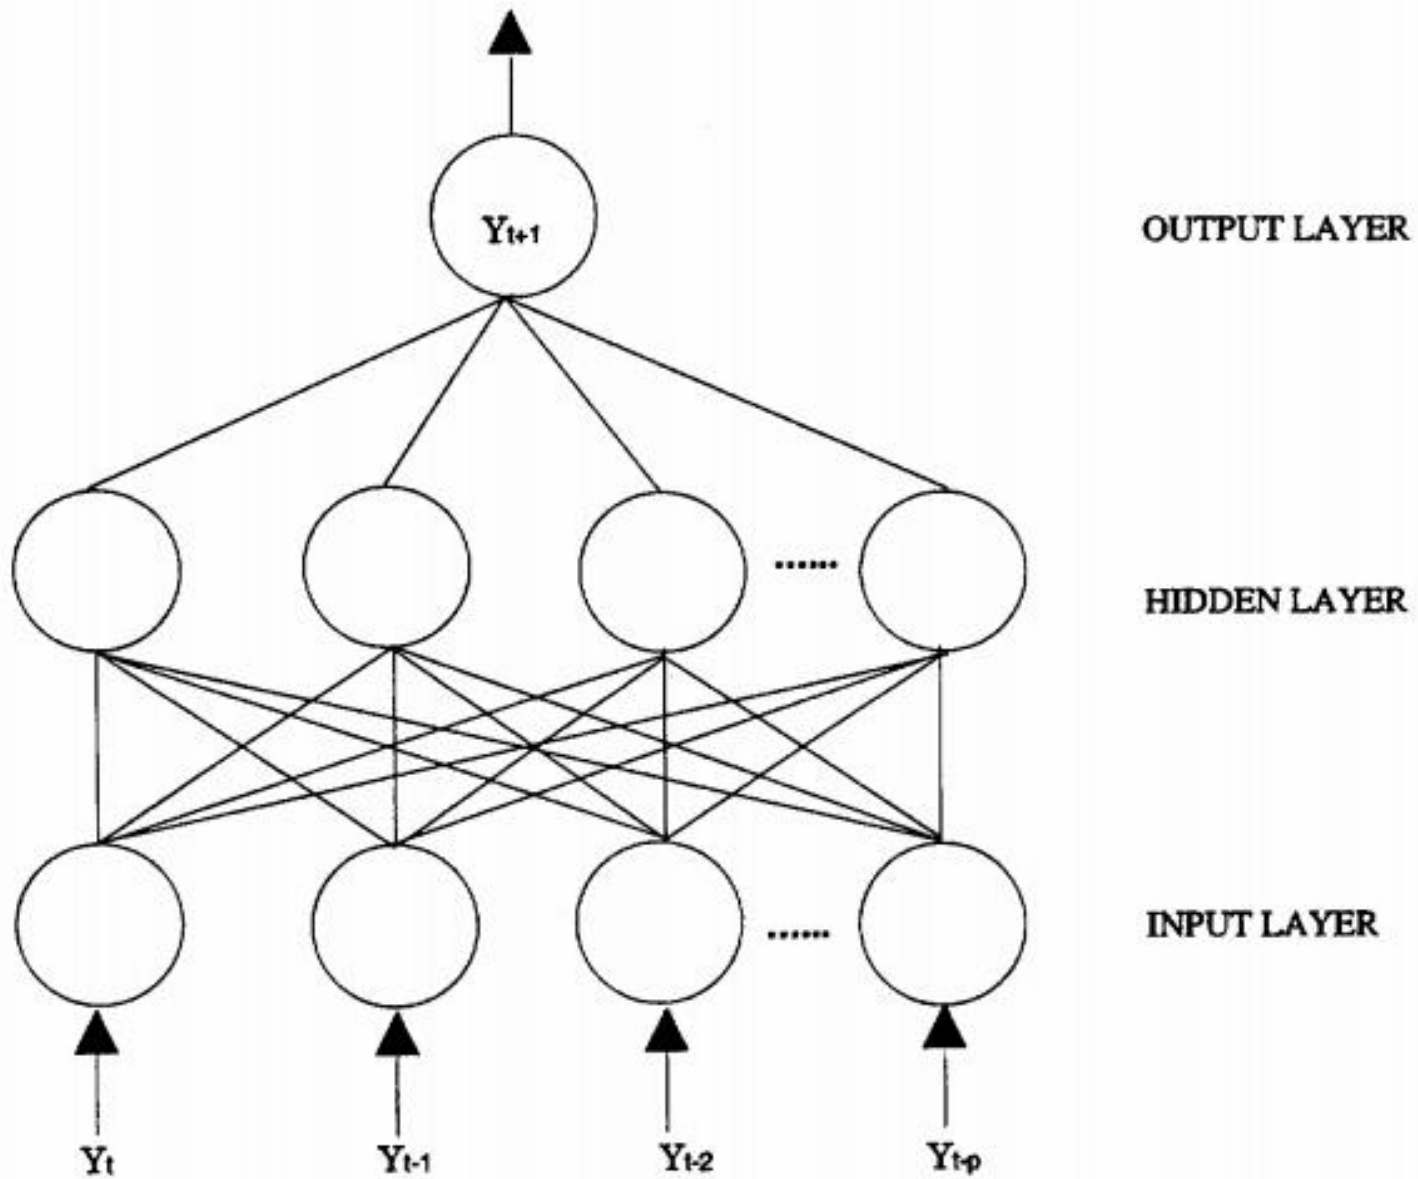 Yt+1
OUTPUT LAYER
......
HIDDEN LAYER
......
INPUT LAYER
Yt
Yt-1
Yt-2
Yt-p